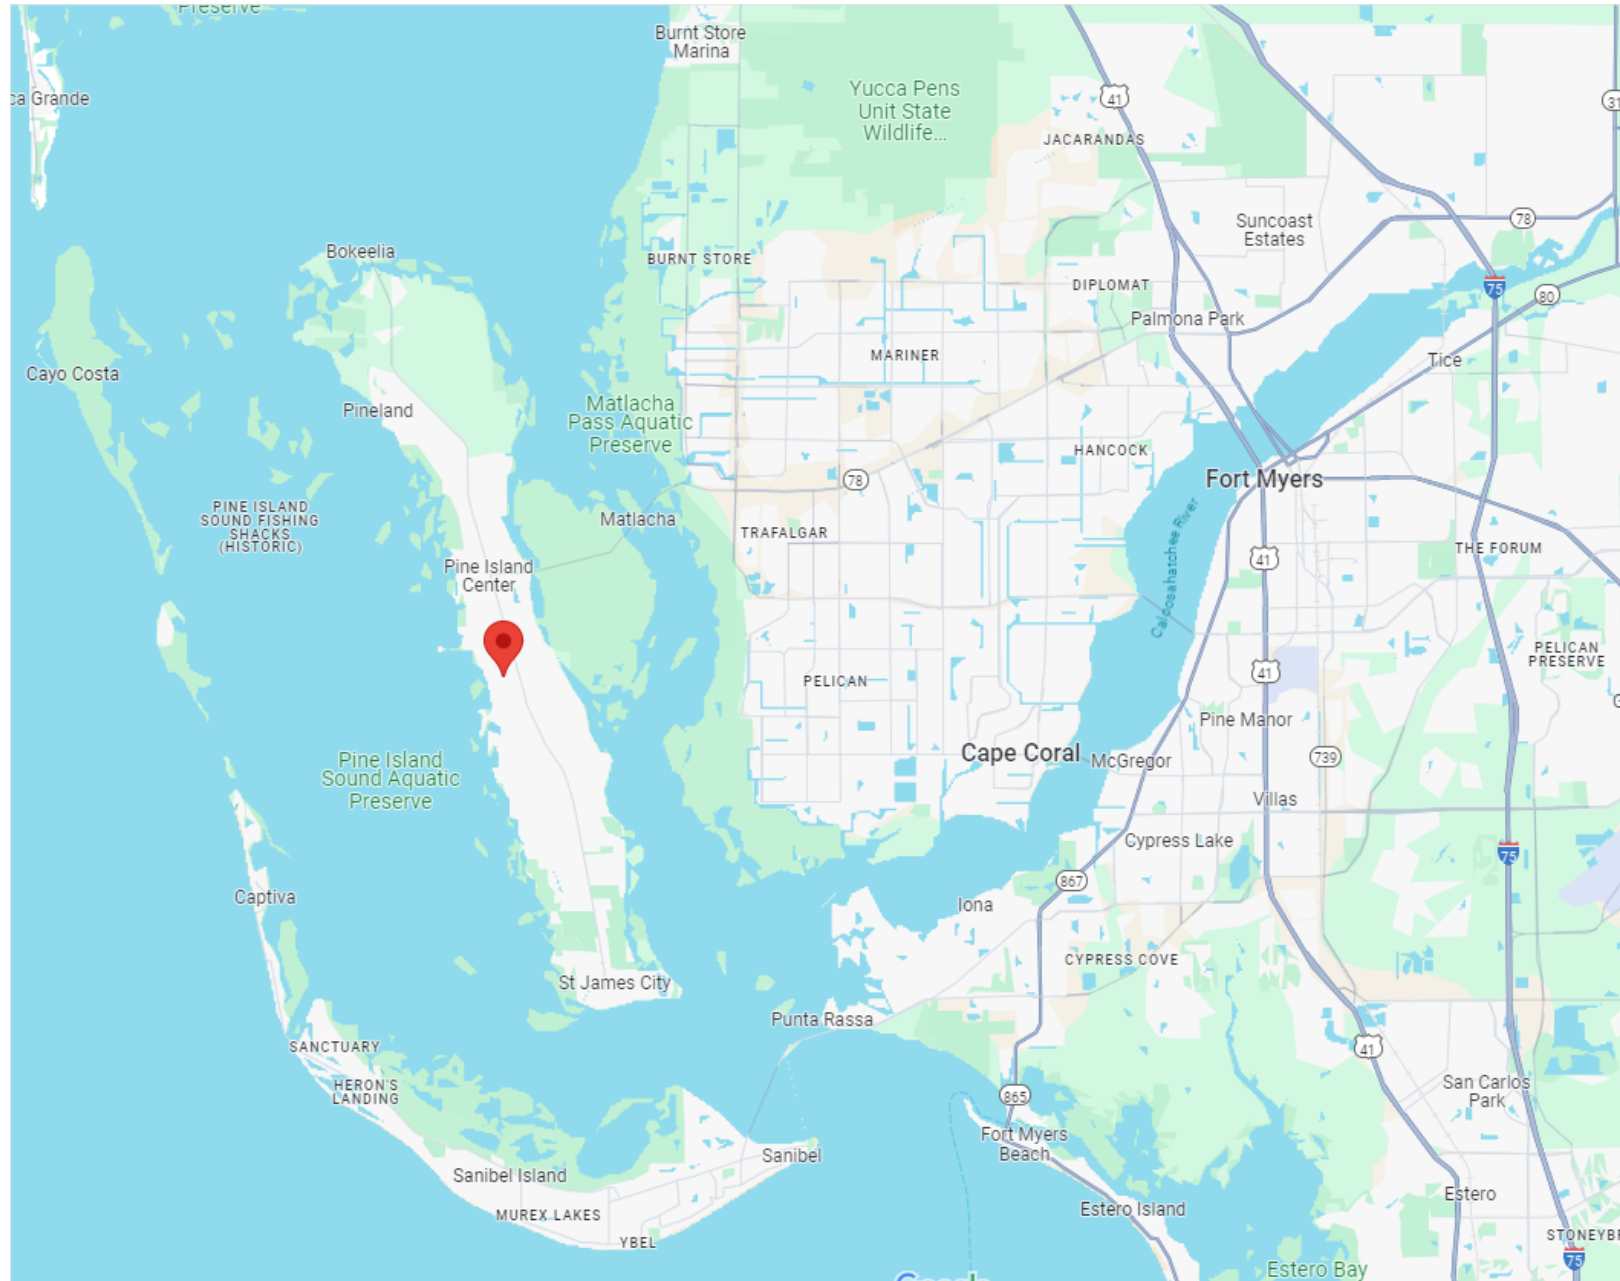 Preserve
Burnt Store
Marina
ca Grande
Yucca Pens
Unit State
Wildlife...
41
31
JACARANDAS
Suncoast
Estates
78
Bokeelia
BURNT STORE
DIPLOMAT
75
80
Palmona Park
MARINER
Tice
Cayo Costa
Pineland
Matlacha
Pass Aquatic
Preserve
HANCOCK
78
Fort Myers
PINE ISLAND
SOUND FISHING
SHACKS
(HISTORIC)
Matlacha
TRAFALGAR
Caloosahatchee River
THE FORUM
41
Pine Island
Center
PELICAN
PRESERVE
41
PELICAN
Pine Manor
Cape Coral
McGregor
739
Pine Island
Sound Aquatic
Preserve
Villas
Cypress Lake
75
867
Captiva
Iona
CYPRESS COVE
St James City
Punta Rassa
SANCTUARY
41
HERON'S
LANDING
865
San Carlos
Park
Fort Myers
Beach
Sanibel
Sanibel Island
Estero
MUREX LAKES
Estero Island
YBEL
STONEYB
75
Estero Bay